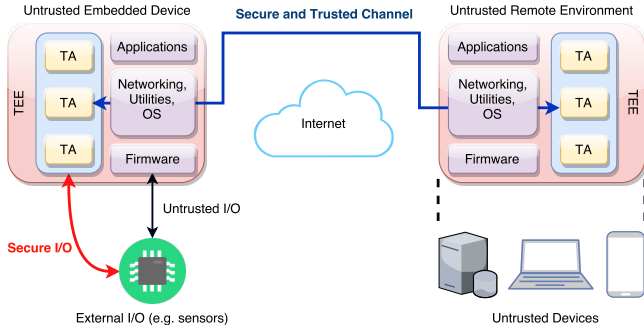 Untrusted Embedded Device
Secure and Trusted Channel
Untrusted Remote Environment
TEE
TA
TA
TA
Applications
Networking,
Utilities,
OS
Firmware
Internet
Applications
Networking,
Utilities,
OS
Firmware
TA
TA
TA
TEE
Untrusted I/O
Secure I/O
External I/O (e.g. sensors)
Untrusted Devices